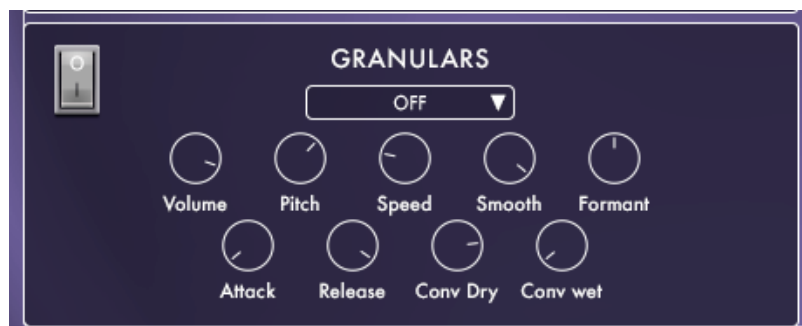 GRANULARS
OFF
Volume Pitch Speed Smooth Formant
Attack Release Conv Dry Conv wet